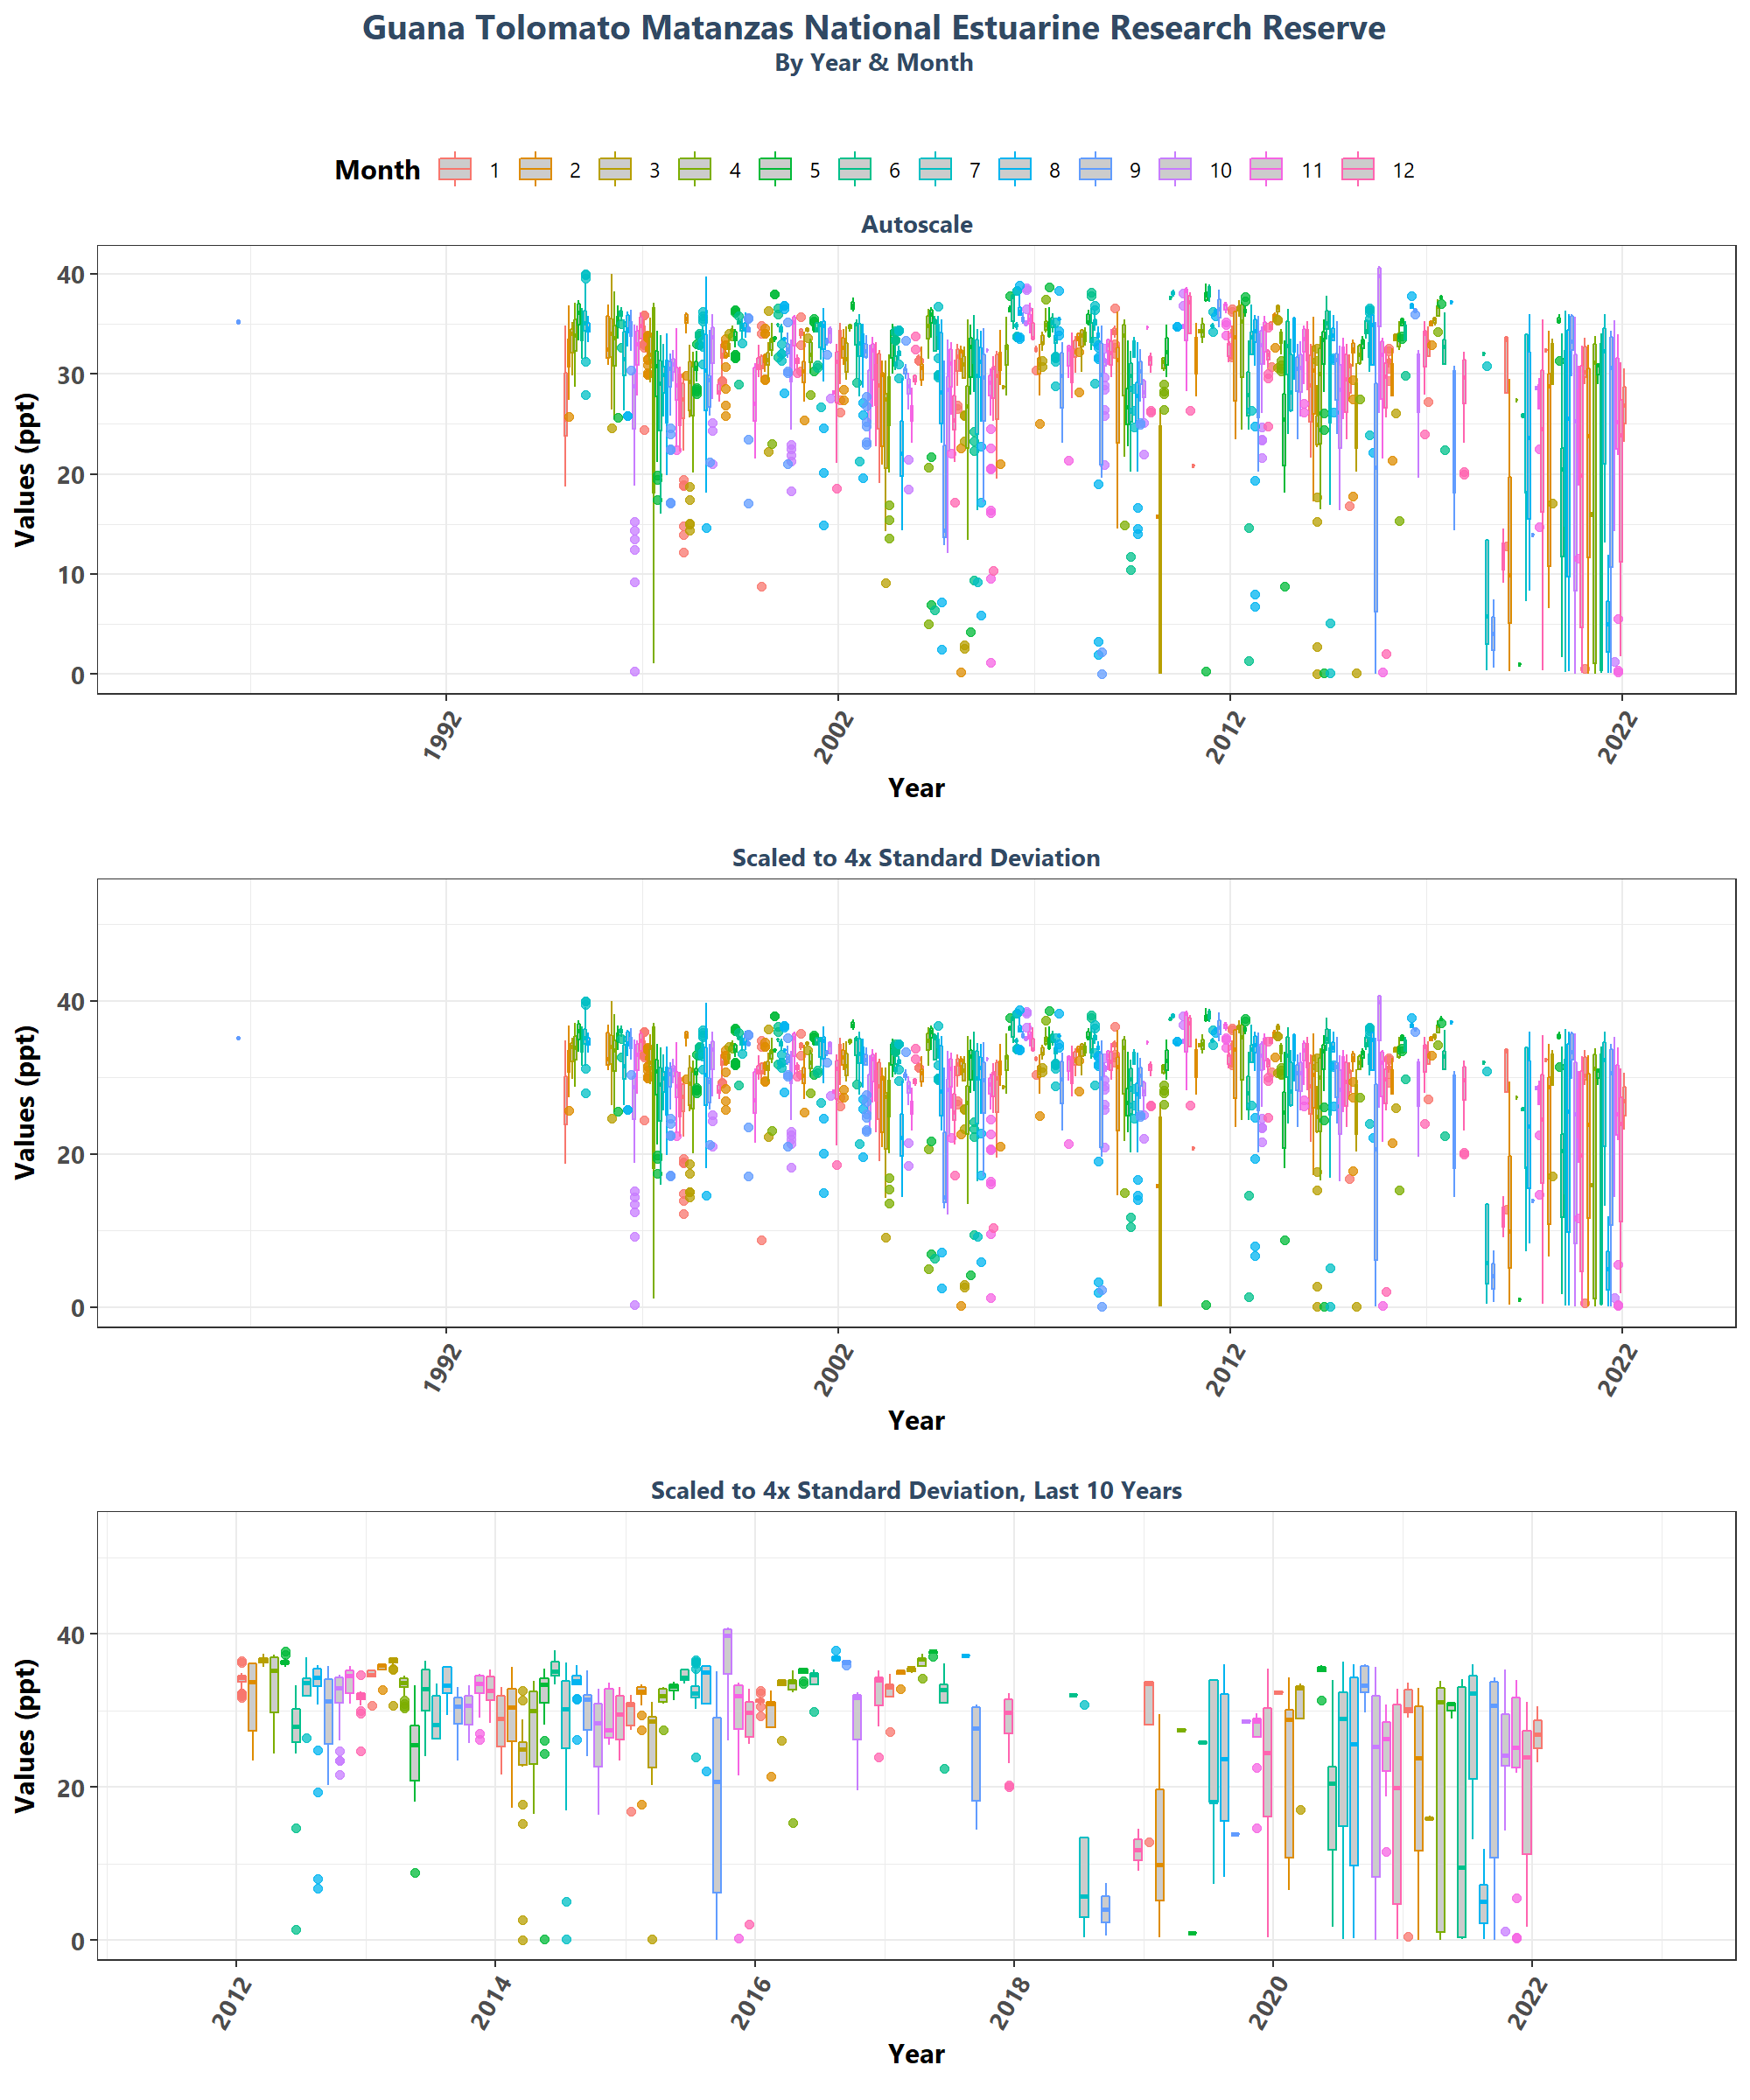 Guana Tolomato Matanzas National Estuarine Research Reserve
By Year & Month
Month 1 2 3 4 5 6 7 8 9 10 11 12
Autoscale
Values (ppt)
40
30
20
10
0
1992 2002 2012 2022
Year
Scaled to 4x Standard Deviation
Values (ppt)
40
20
0
1992 2002 2012 2022
Year
Scaled to 4x Standard Deviation, Last 10 Years
Values (ppt)
40
20
0
2012 2014 2016 2018 2020 2022
Year